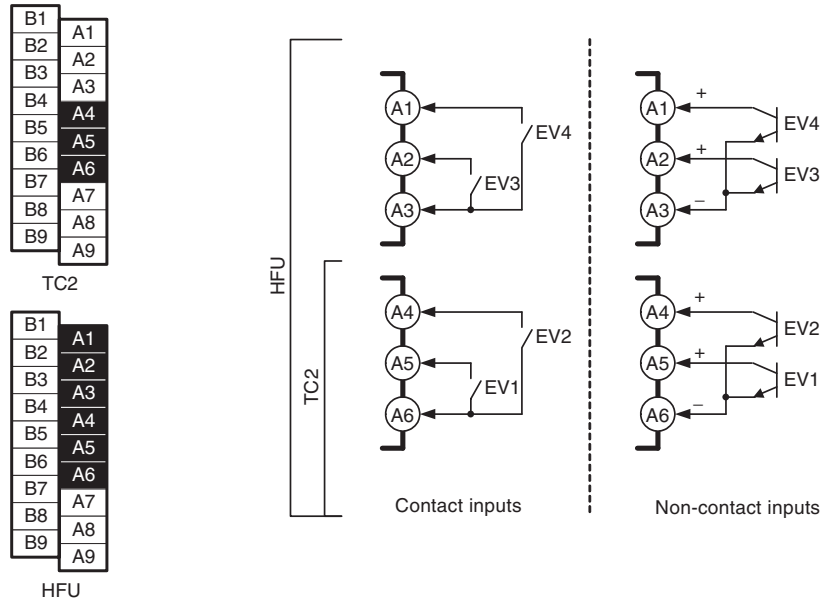 B1
B2
B3
B4
B5
B6
B7
B8
B9
A1
A2
A3
A4
A5
A6
A7
A8
A9
TC2
B1
B2
B3
B4
B5
B6
B7
B8
B9
A1
A2
A3
A4
A5
A6
A7
A8
A9
HFU
HFU
TC2
A1
A2
A3
EV4
EV3
A4
A5
A6
EV2
EV1
Contact inputs
A1
A2
A3
+
+
−
EV4
EV3
A4
A5
A6
+
+
−
EV2
EV1
Non-contact inputs